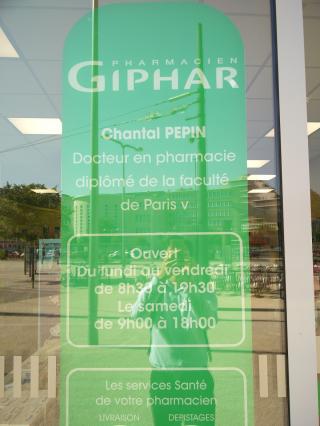 PHARMACIEN
GIPHAR
Chantal PEPIN
Docteur en pharmacie
diplômé de la faculté
de Paris v
Ouvert
Du lundi au vendredi
de 8h30 à 19h30
Le samedi
de 9h00 à 18h00
Les services Santé
de votre pharmacien
LIVRAISON DÉPISTAGES